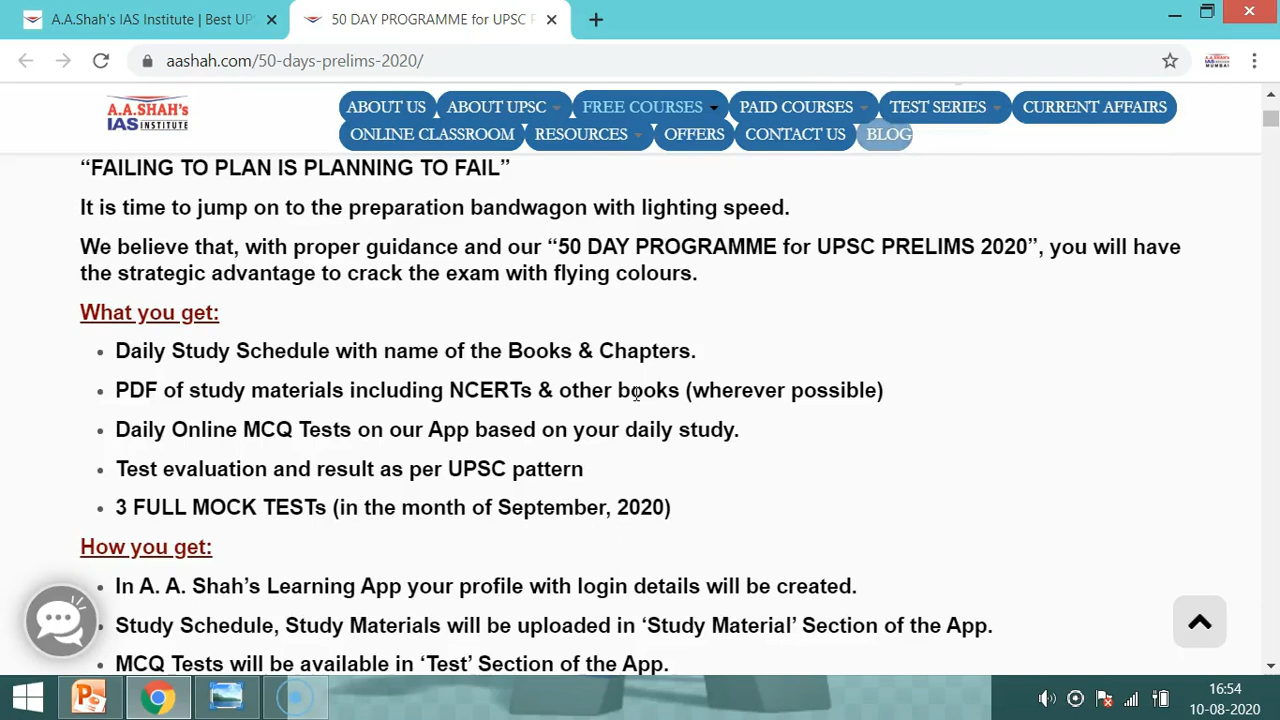 A.A.Shah's IAS Institute | Best UP
50 DAY PROGRAMME for UPSC P
aashah.com/50-days-prelims-2020/
A.A.SHAH's
IAS INSTITUTE
ABOUT US
ABOUT UPSC
FREE COURSES
PAID COURSES
TEST SERIES
CURRENT AFFAIRS
ONLINE CLASSROOM
RESOURCES
OFFERS
CONTACT US
BLOG
“FAILING TO PLAN IS PLANNING TO FAIL”
It is time to jump on to the preparation bandwagon with lighting speed.
We believe that, with proper guidance and our “50 DAY PROGRAMME for UPSC PRELIMS 2020”, you will have
the strategic advantage to crack the exam with flying colours.
What you get:
Daily Study Schedule with name of the Books & Chapters.
PDF of study materials including NCERTs & other books (wherever possible)
Daily Online MCQ Tests on our App based on your daily study.
Test evaluation and result as per UPSC pattern
3 FULL MOCK TESTs (in the month of September, 2020)
How you get:
In A. A. Shah’s Learning App your profile with login details will be created.
Study Schedule, Study Materials will be uploaded in ‘Study Material’ Section of the App.
MCQ Tests will be available in ‘Test’ Section of the App.
16:54
10-08-2020